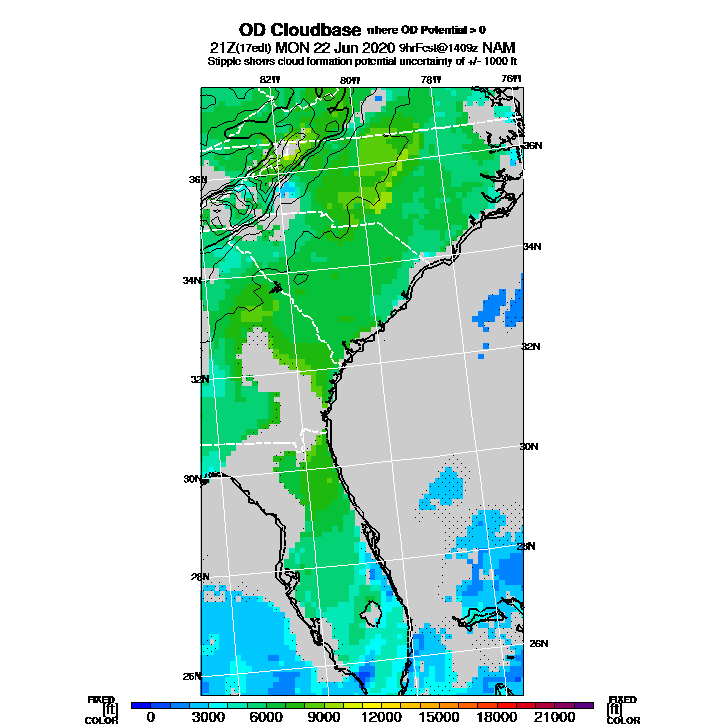 OD Cloudbase where OD Potential > 0
21Z(17edt) MON 22 Jun 2020 9hrFcst@1409z NAM
Stipple shows cloud formation potential uncertainty of +/- 1000 ft
82W 80W 78W 76W
36N 36N
34N 34N
32N 32N
30N 30N
28N 28N
26N 26N
FIXED FIXED
[ft] [ft]
COLOR 0 3000 6000 9000 12000 15000 18000 21000 COLOR